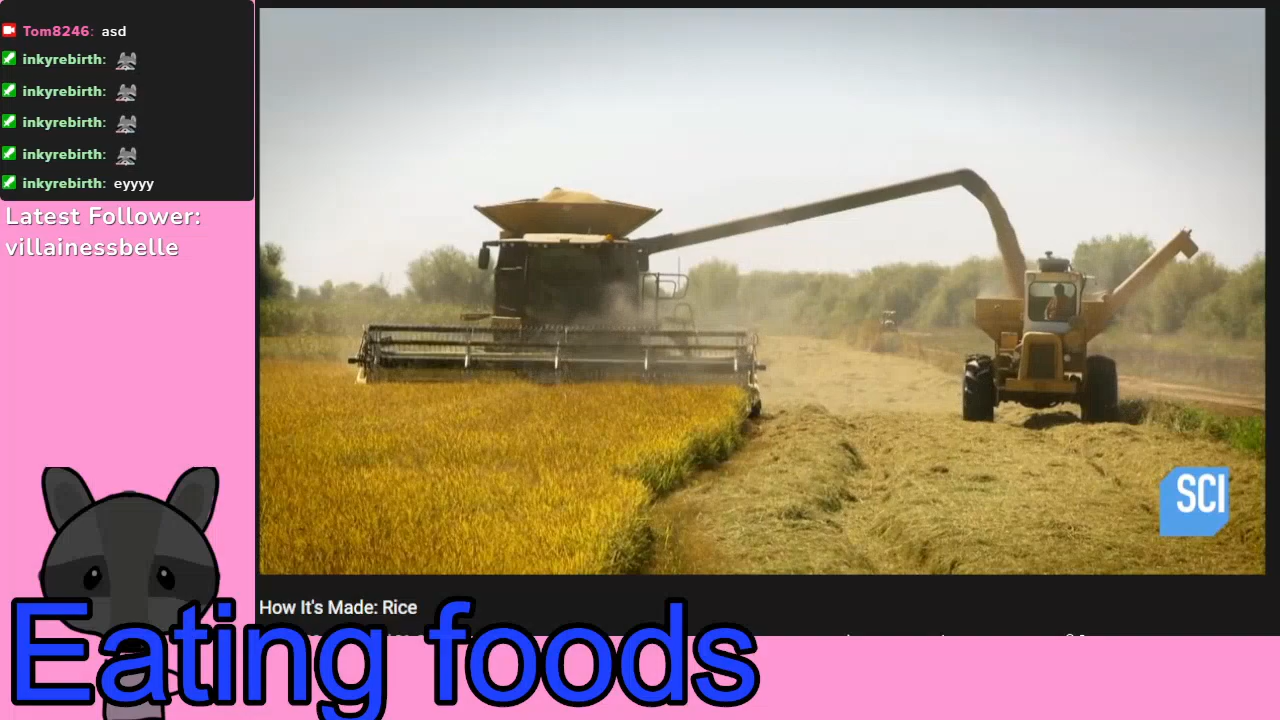 Tom8246: asd
inkyrebirth:
inkyrebirth:
inkyrebirth:
inkyrebirth:
inkyrebirth: eyyyy
Latest Follower:
villainessbelle
SCI
How It's Made: Rice
Eating foods